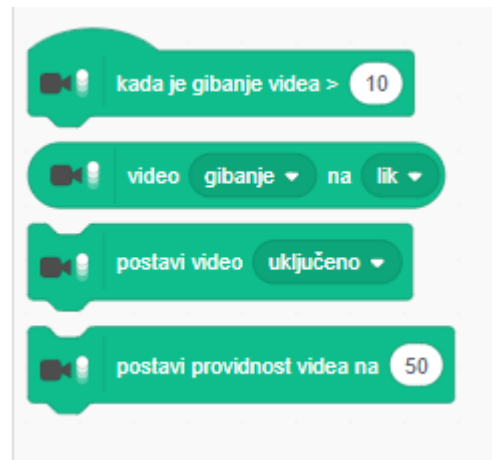 kada je gibanje videa > 10
video gibanje na lik
postavi video uključeno
postavi providnost videa na 50